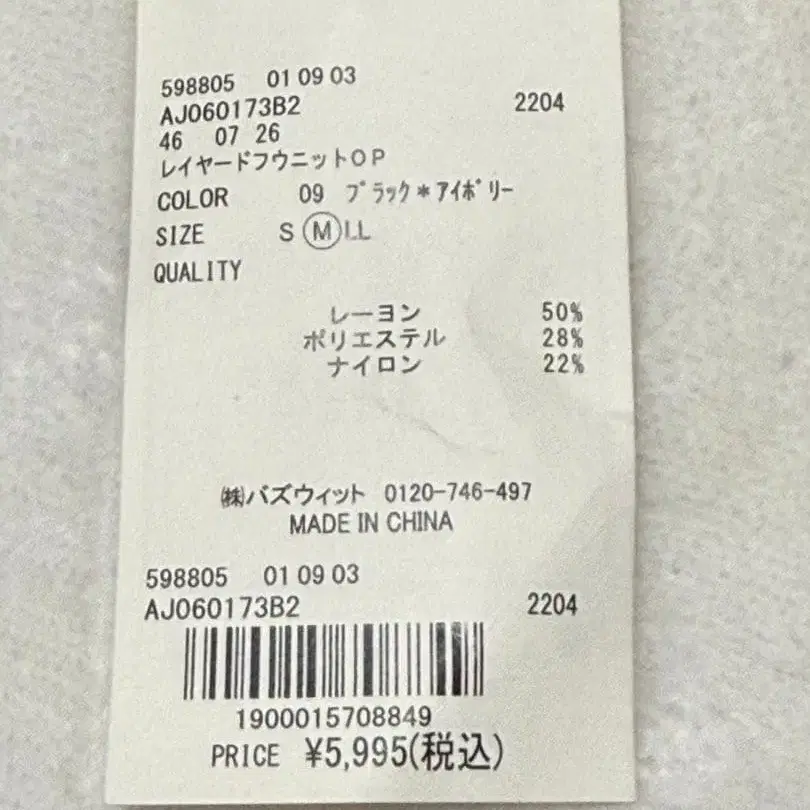 598805 01 09 03
AJ060173B2 2204
46 07 26
レイヤードフウニットOP
COLOR 09 ブラック*アイボリー
SIZE S M LL
QUALITY
レーヨン 50%
ポリエステル 28%
ナイロン 22%
㈱バズウィット 0120-746-497
MADE IN CHINA
598805 01 09 03
AJ060173B2 2204
1900015708849
PRICE ¥5,995(税込)